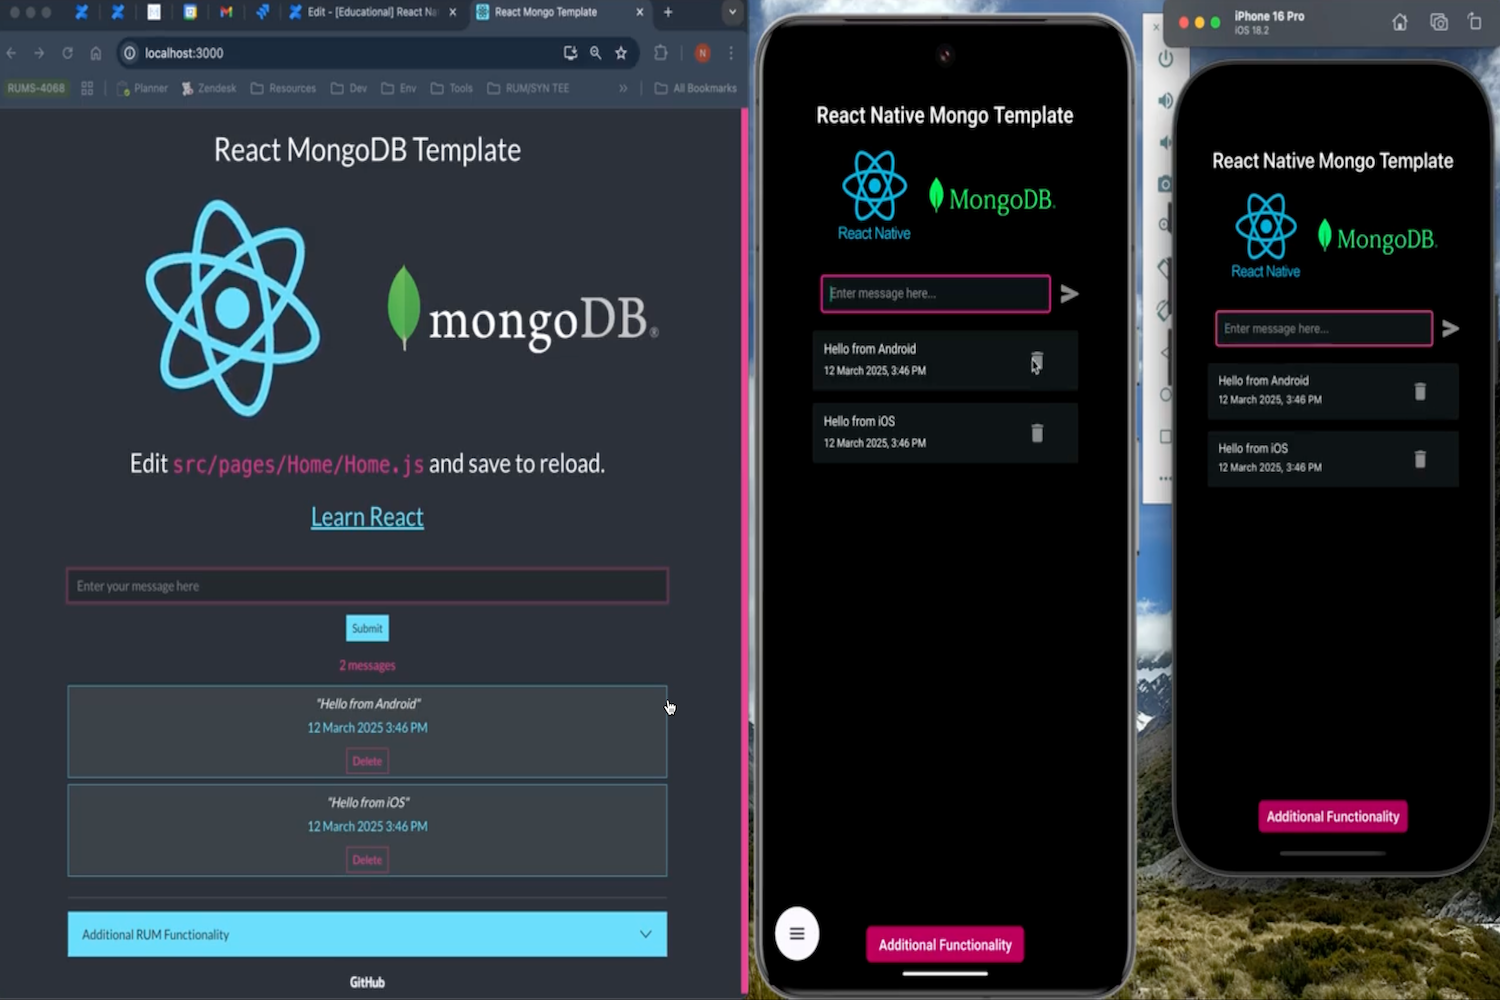 Edit - [Educational] React Na
React Mongo Template
localhost:3000
N
RUMS-4068
Planner
Zendesk
Resources
Dev
Env
Tools
RUM/SYN TEE
»
All Bookmarks
React MongoDB Template
mongoDB®
Edit src/pages/Home/Home.js and save to reload.
Learn React
Enter your message here
Submit
2 messages
"Hello from Android"
12 March 2025 3:46 PM
Delete
"Hello from iOS"
12 March 2025 3:46 PM
Delete
Additional RUM Functionality
GitHub
React Native Mongo Template
React Native
MongoDB.
Enter message here...
Hello from Android
12 March 2025, 3:46 PM
Hello from iOS
12 March 2025, 3:46 PM
Additional Functionality
iPhone 16 Pro
iOS 18.2
React Native Mongo Template
React Native
MongoDB.
Enter message here...
Hello from Android
12 March 2025, 3:46 PM
Hello from iOS
12 March 2025, 3:46 PM
Additional Functionality